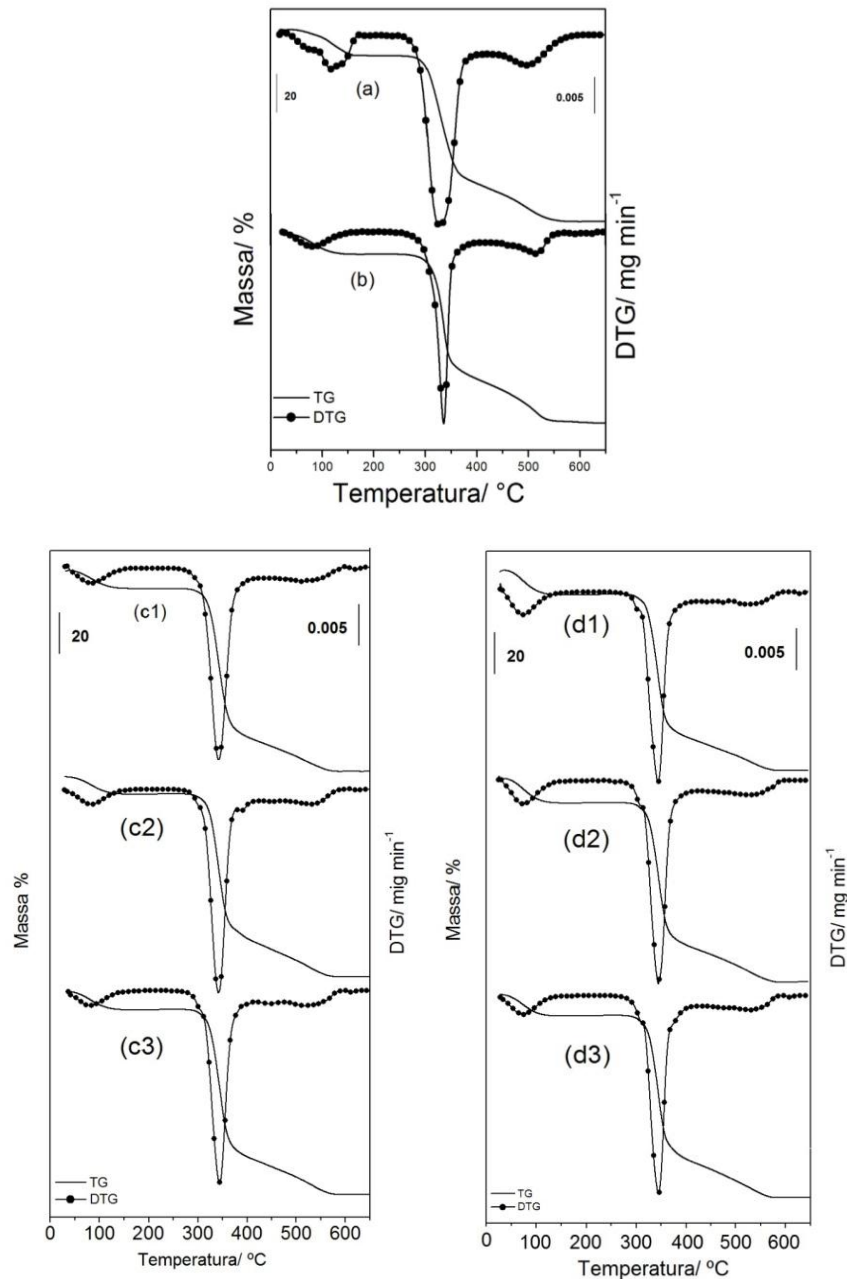 (a)
20
0.005
(b)
Massa/ %
DTG/ mg min-1
TG
DTG
0 100 200 300 400 500 600
Temperatura/ °C
(c1)
20
0.005
(c2)
(c3)
Massa %
DTG/ mig min-1
TG
DTG
0 100 200 300 400 500 600
Temperatura/ ºC
(d1)
20
0.005
(d2)
(d3)
Massa/ %
DTG/ mg min-1
TG
DTG
0 100 200 300 400 500 600
Temperatura/ ºC